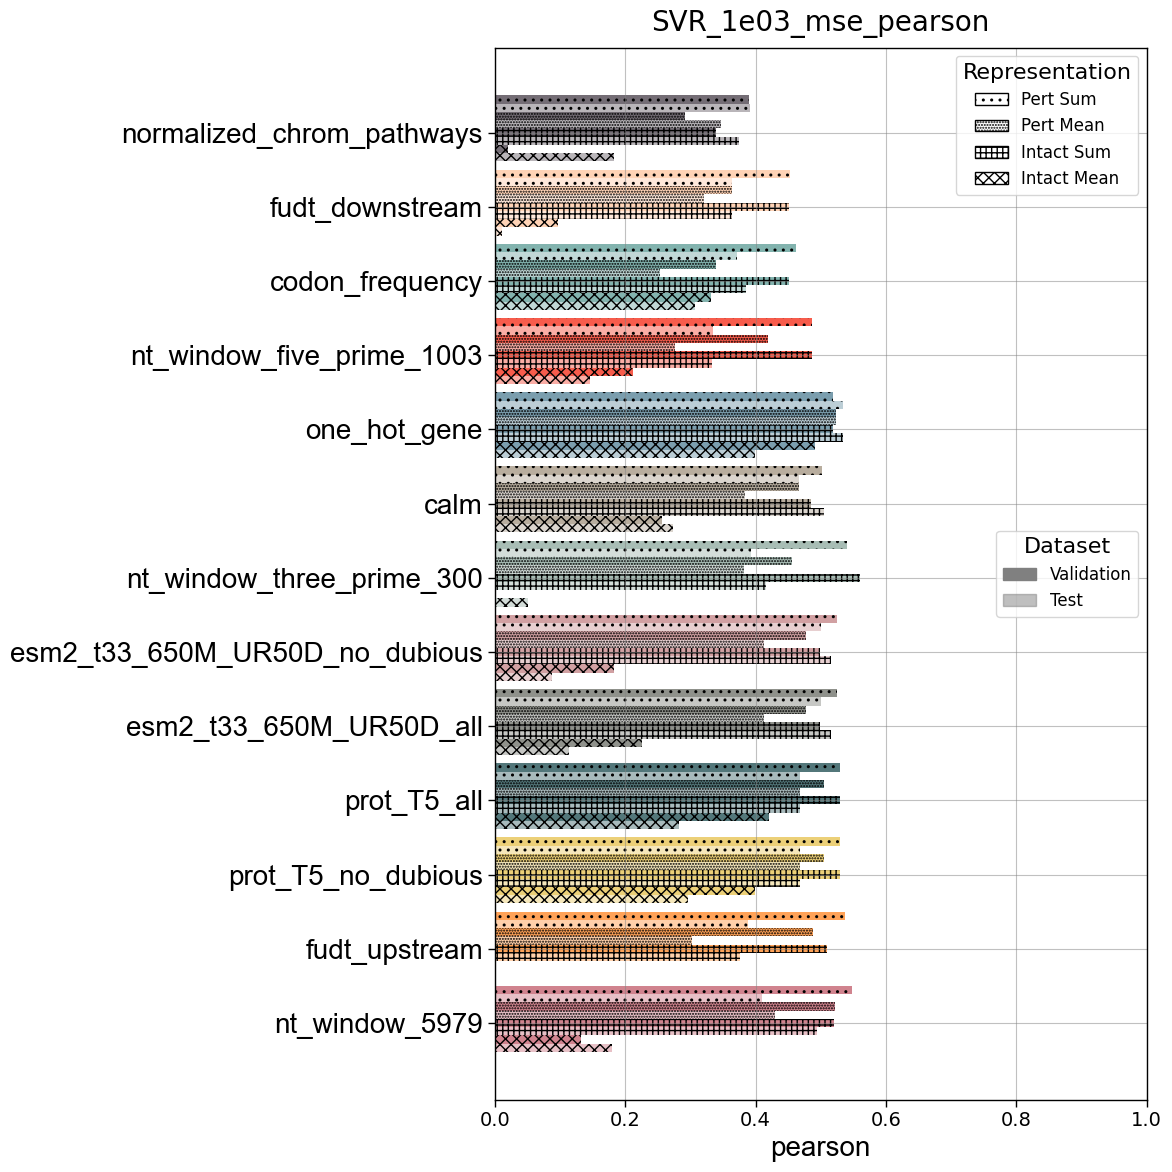 SVR_1e03_mse_pearson
Representation
Pert Sum
Pert Mean
Intact Sum
Intact Mean
normalized_chrom_pathways
fudt_downstream
codon_frequency
nt_window_five_prime_1003
one_hot_gene
calm
nt_window_three_prime_300
esm2_t33_650M_UR50D_no_dubious
esm2_t33_650M_UR50D_all
prot_T5_all
prot_T5_no_dubious
fudt_upstream
nt_window_5979
Dataset
Validation
Test
0.0 0.2 0.4 0.6 0.8 1.0
pearson